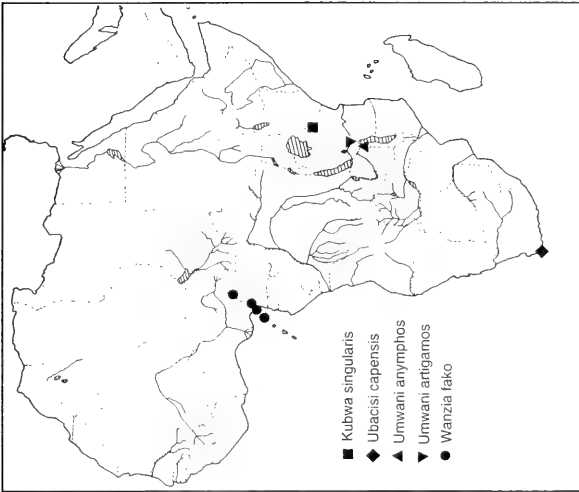 Kubwa singularis
Ubacisi capensis
Umwani anymphos
Umwani artigamos
Wanzia fako